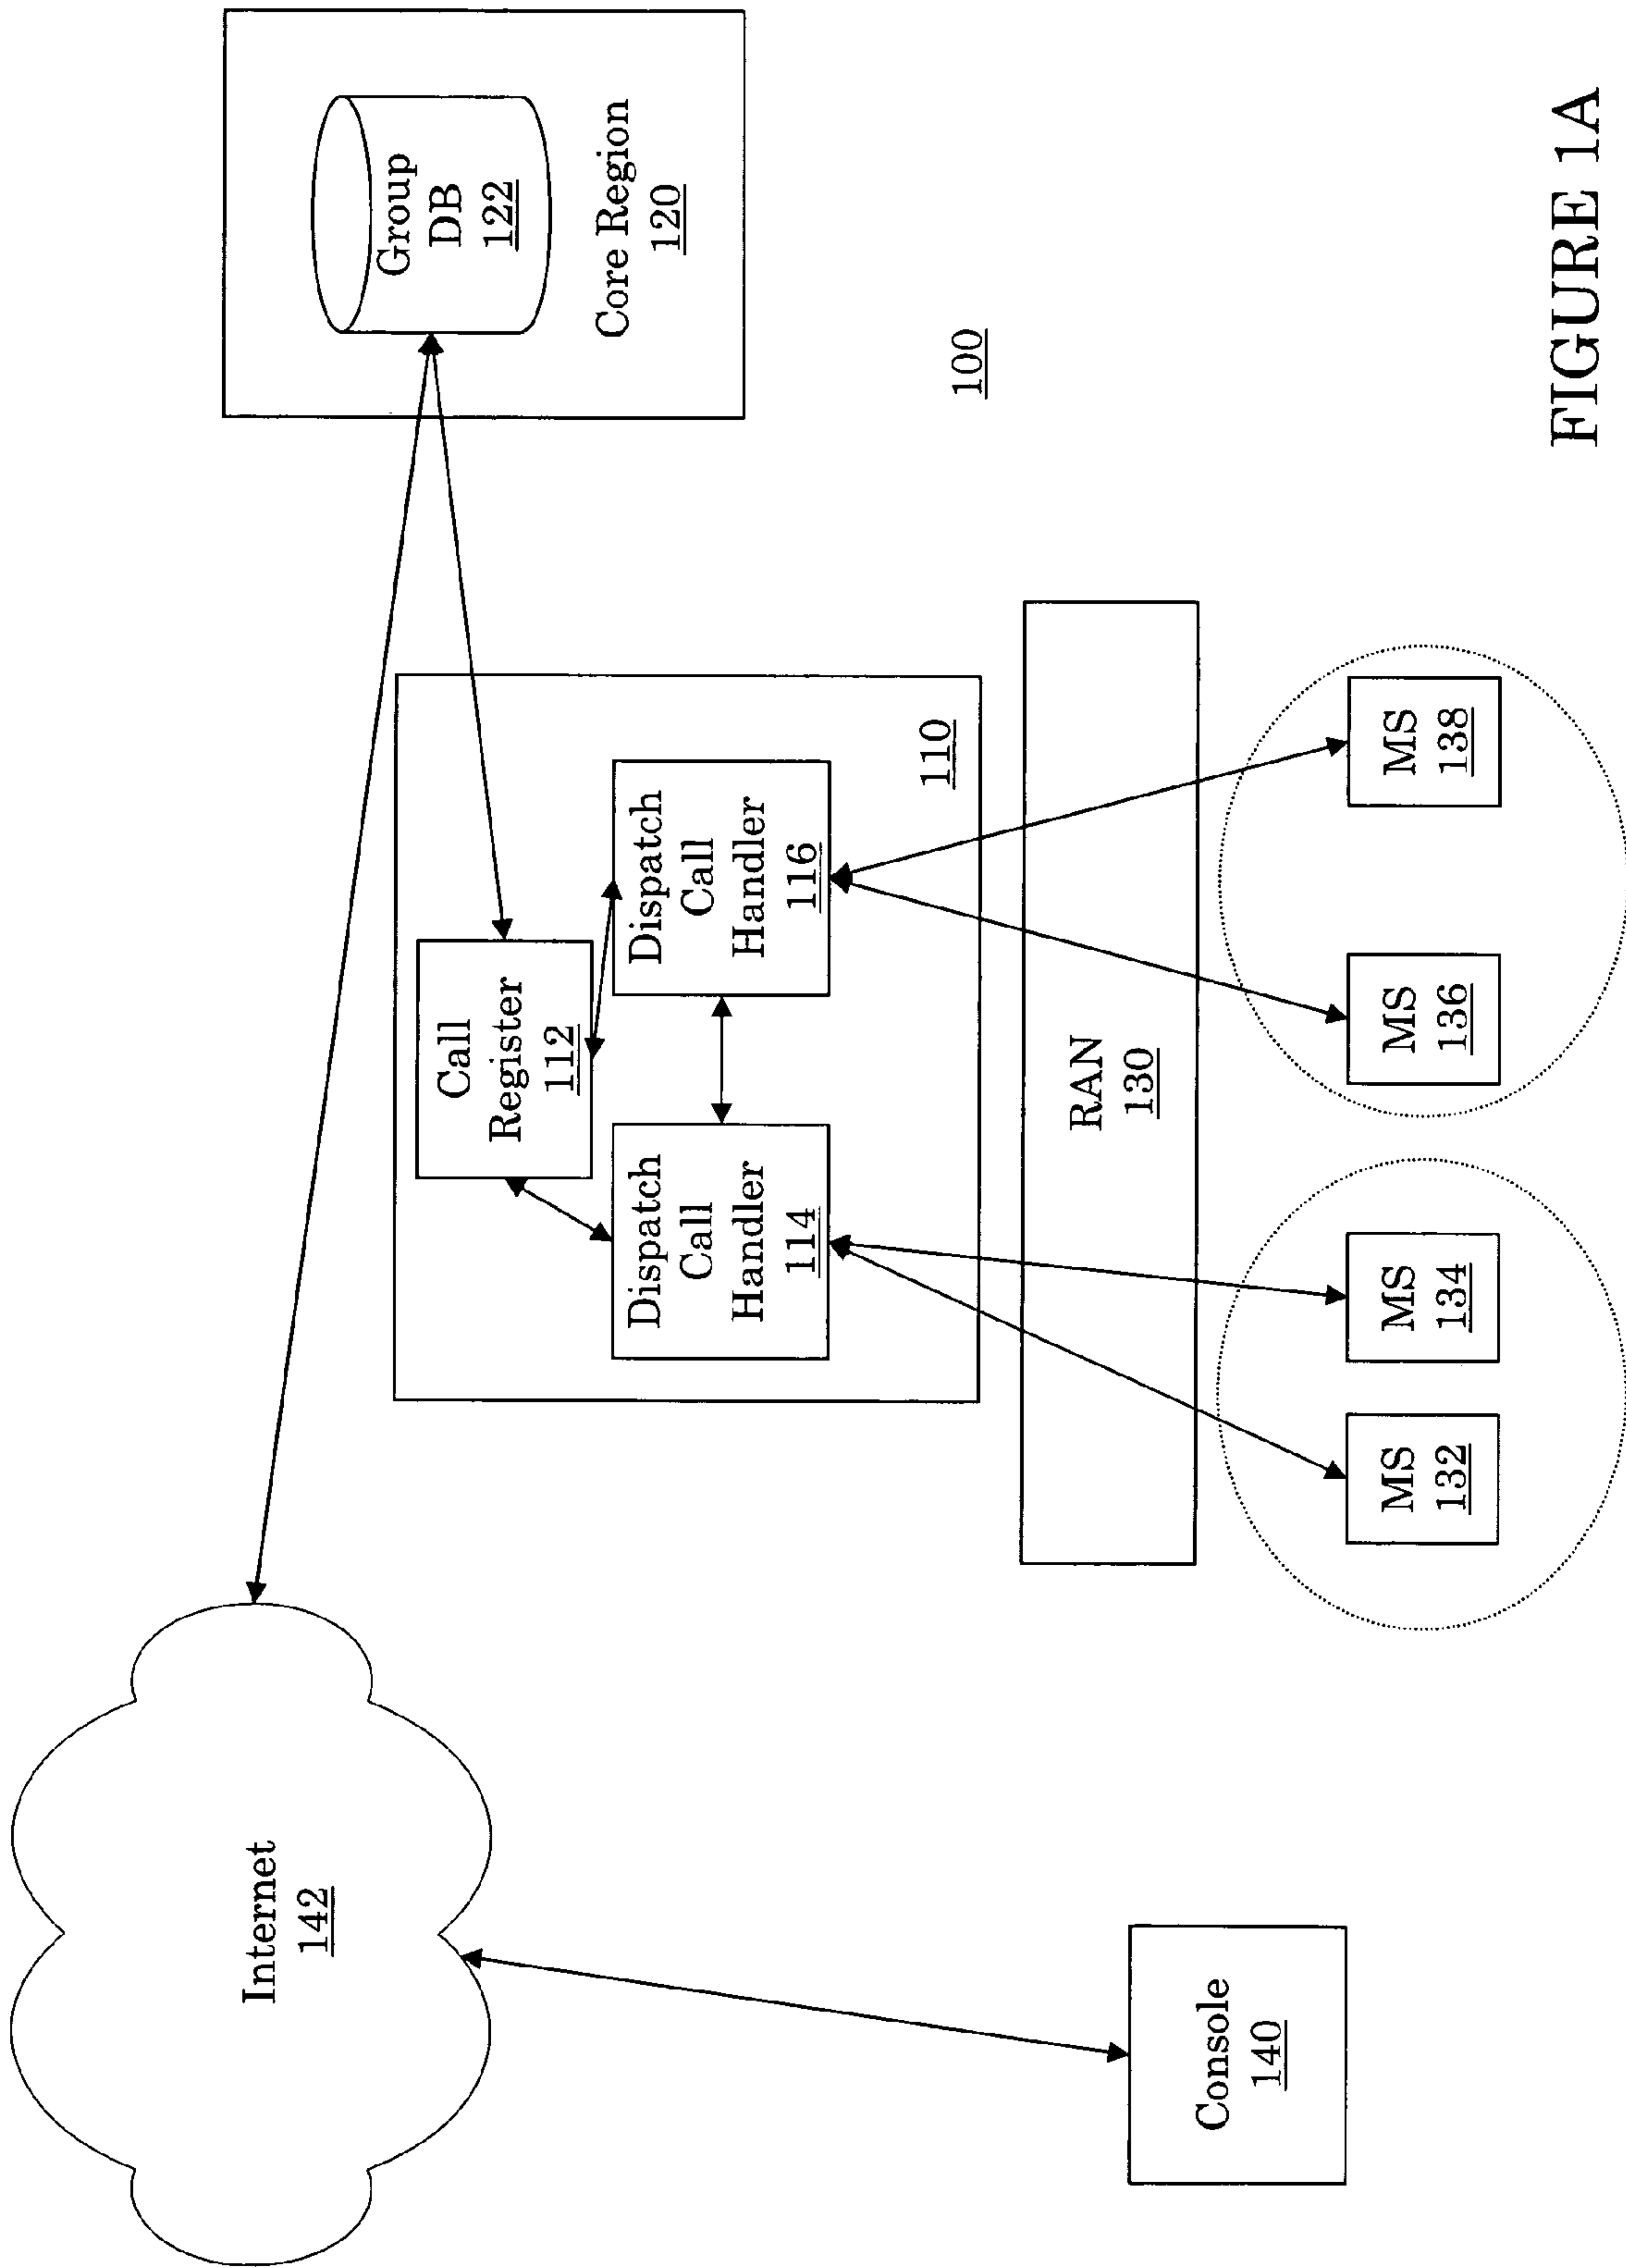 Internet
142
Group
DB
122
Core Region
120
Call
Register
112
Dispatch
Call
Handler
114
Dispatch
Call
Handler
116
110
100
RAN
130
Console
140
MS
132
MS
134
MS
136
MS
138
FIGURE 1A